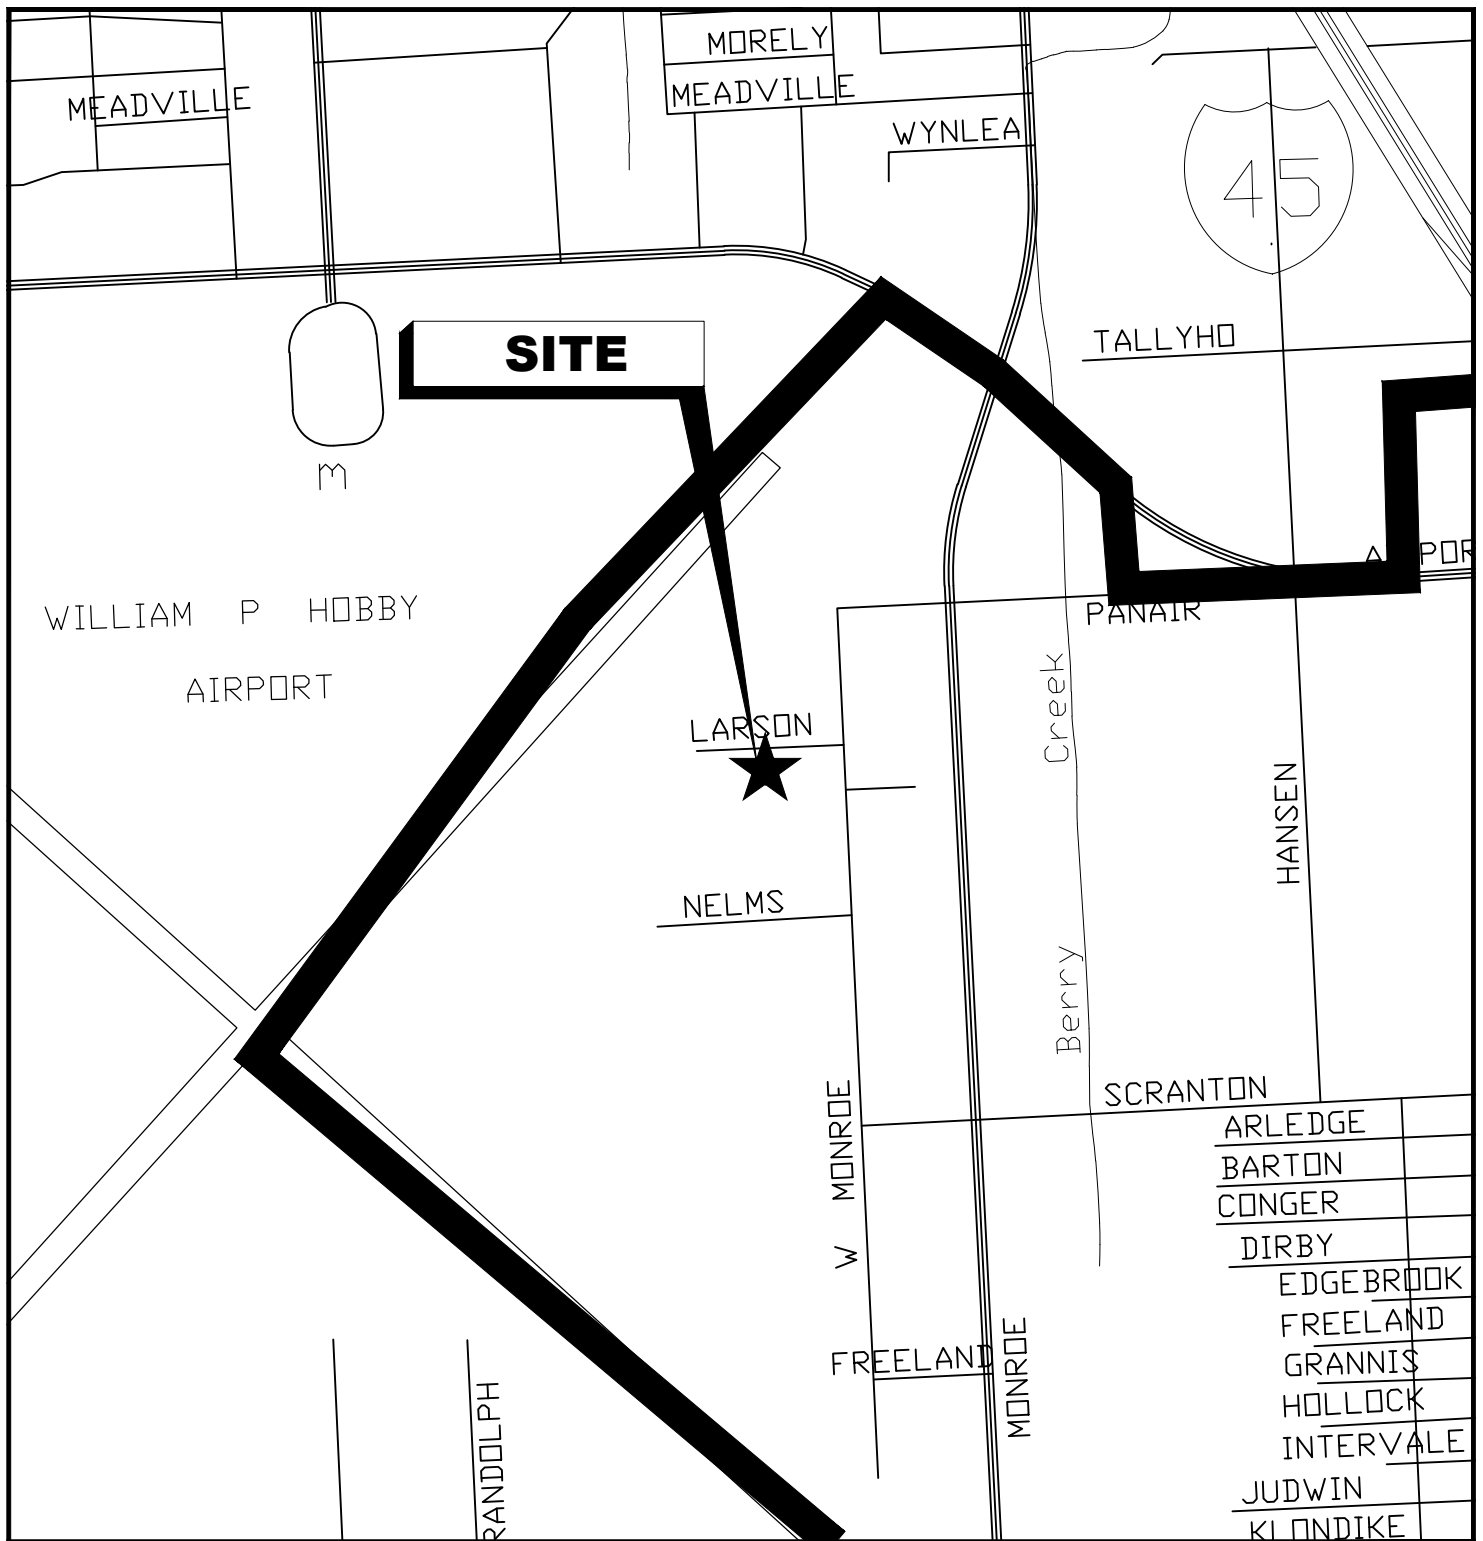 MORELY
MEADVILLE
MEADVILLE
WYNLEA
45
TALLYHO
SITE
M
WILLIAM P HOBBY
AIRPORT
PANAIR
LARSON
Creek
HANSEN
NELMS
Berry
SCRANTON
ARLEDGE
BARTON
CONGER
DIRBY
EDGEBROOK
FREELAND
GRANNIS
HOLLOCK
INTERVALE
JUDWIN
KLONDIKE
W MONROE
FREELAND
MONROE
RANDOLPH